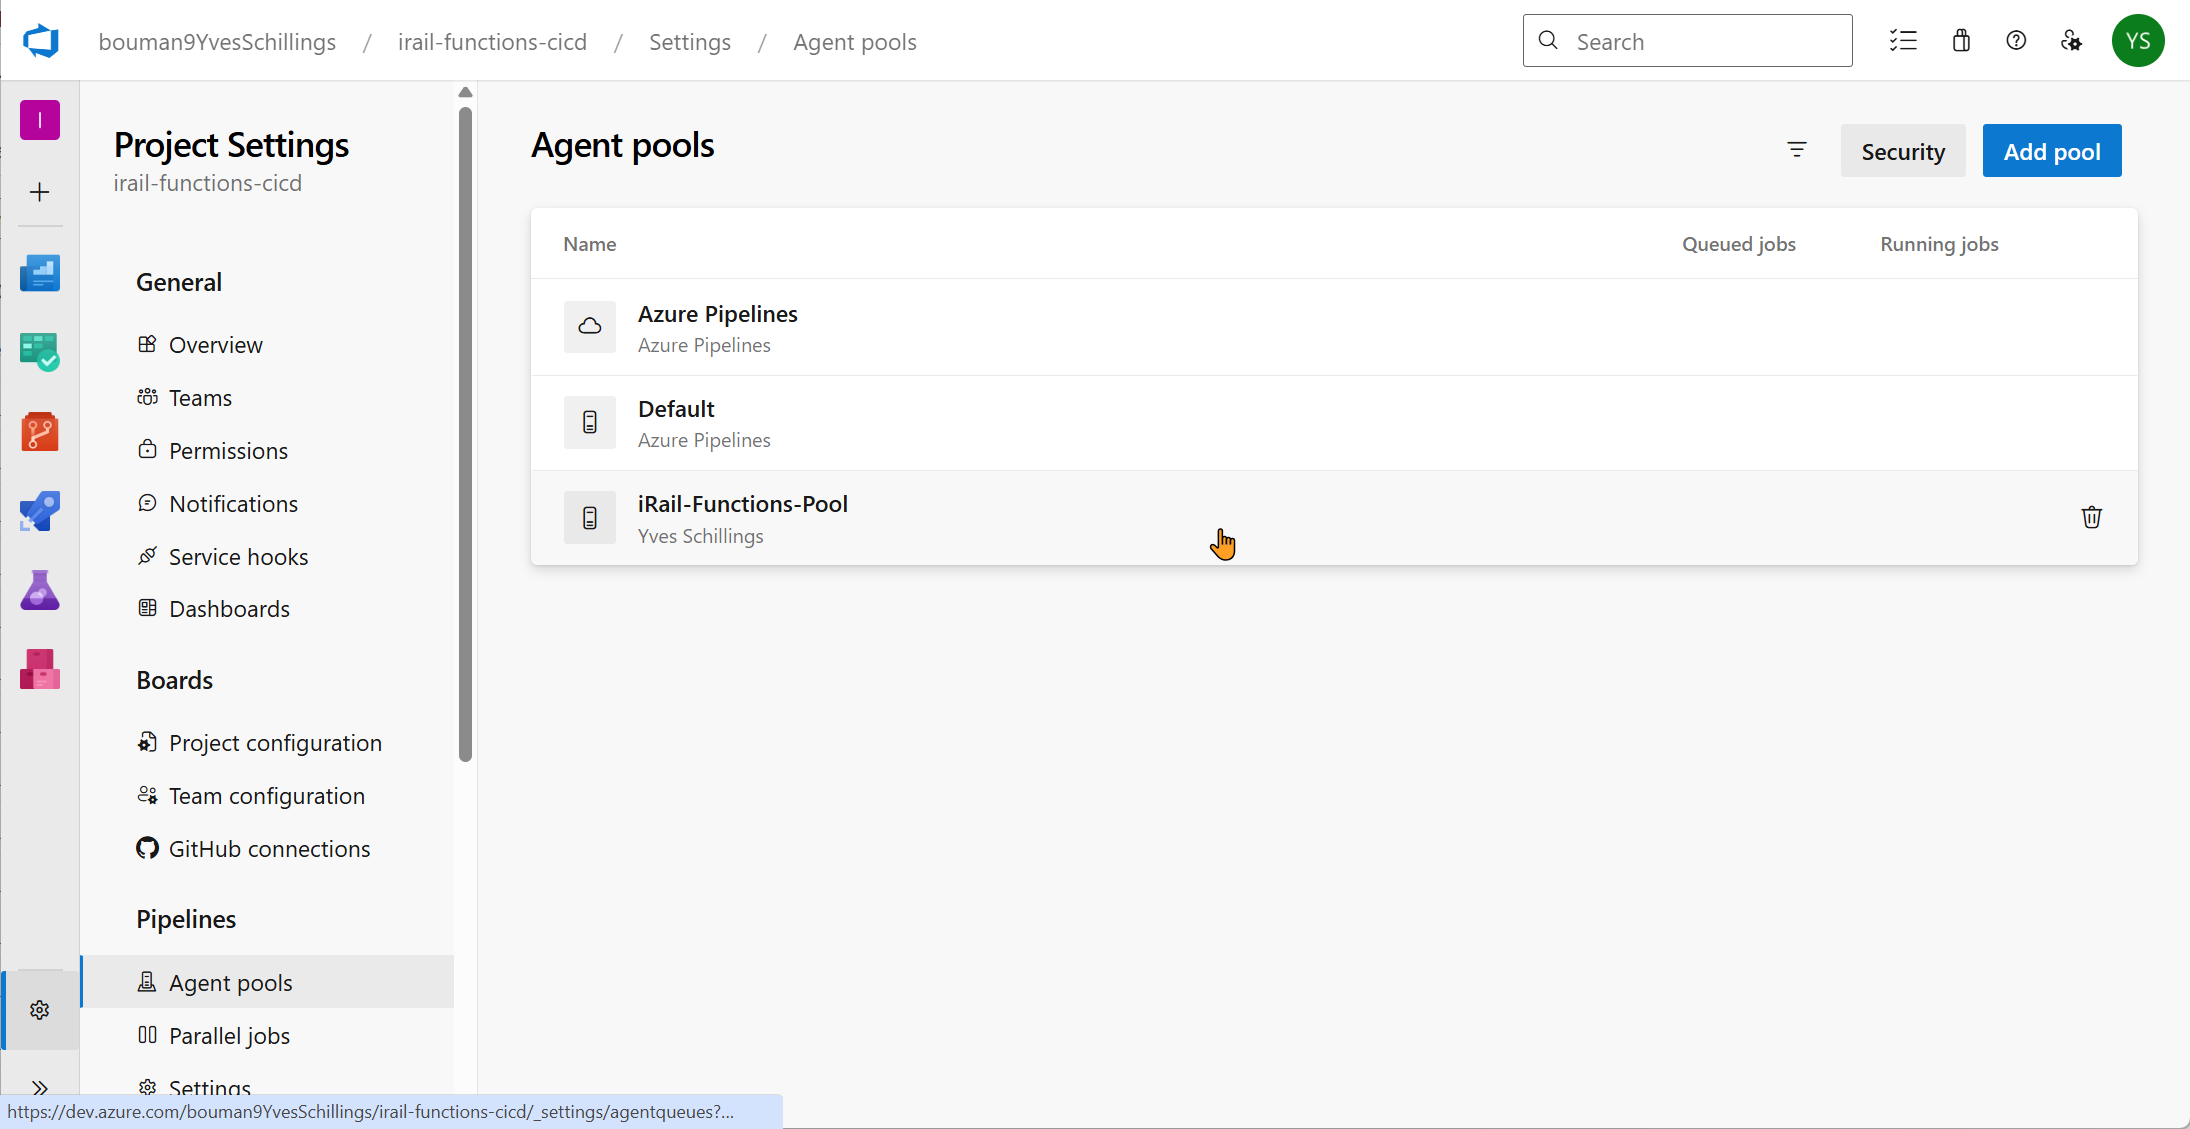 bouman9YvesSchillings / irail-functions-cicd / Settings / Agent pools
Search
YS
I
Project Settings
irail-functions-cicd
General
Overview
Teams
Permissions
Notifications
Service hooks
Dashboards
Boards
Project configuration
Team configuration
GitHub connections
Pipelines
Agent pools
Parallel jobs
Settings
Agent pools
Security
Add pool
Name Queued jobs Running jobs
Azure Pipelines
Azure Pipelines
Default
Azure Pipelines
iRail-Functions-Pool
Yves Schillings
https://dev.azure.com/bouman9YvesSchillings/irail-functions-cicd/_settings/agentqueues?...